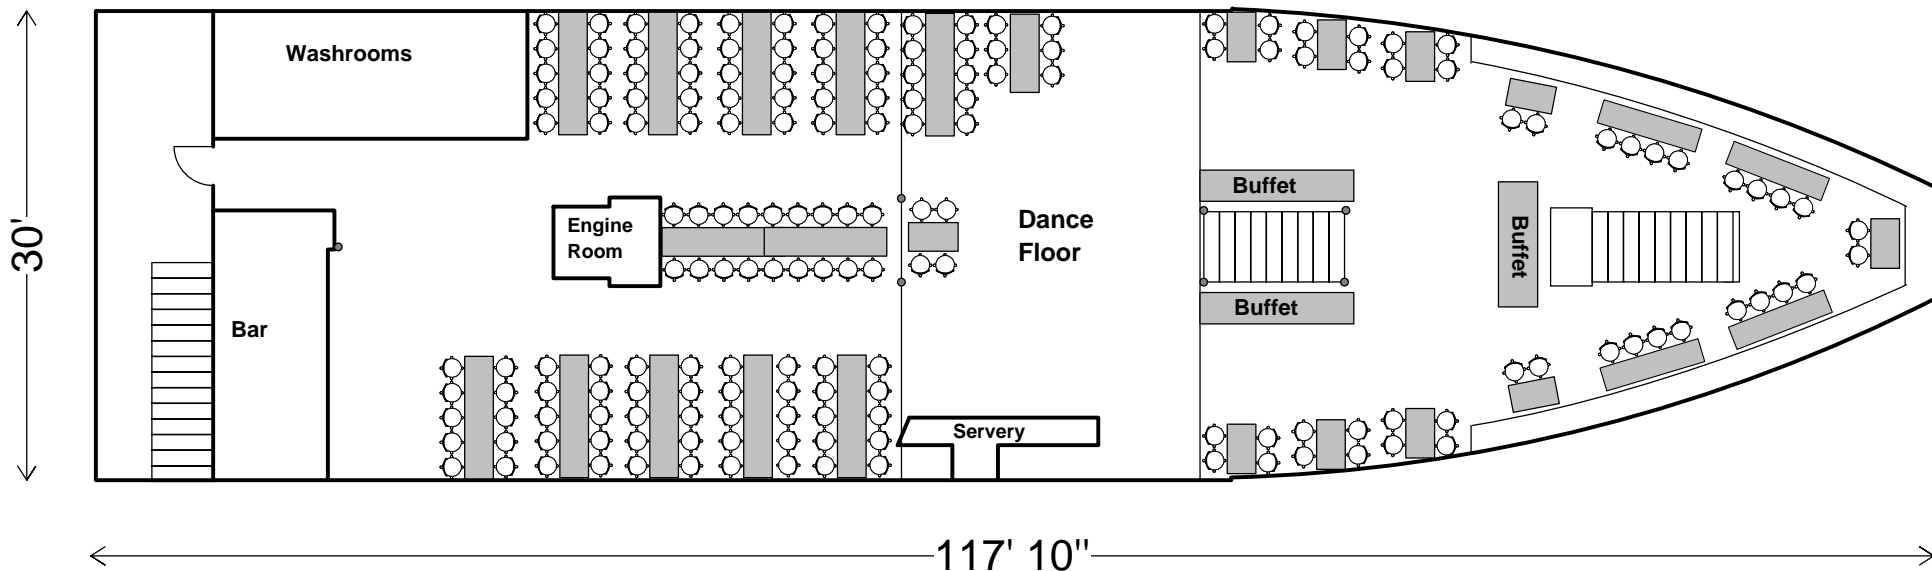 Washrooms
30'
Engine
Room
Bar
Dance
Floor
Servery
Buffet
Buffet
Buffet
117' 10"